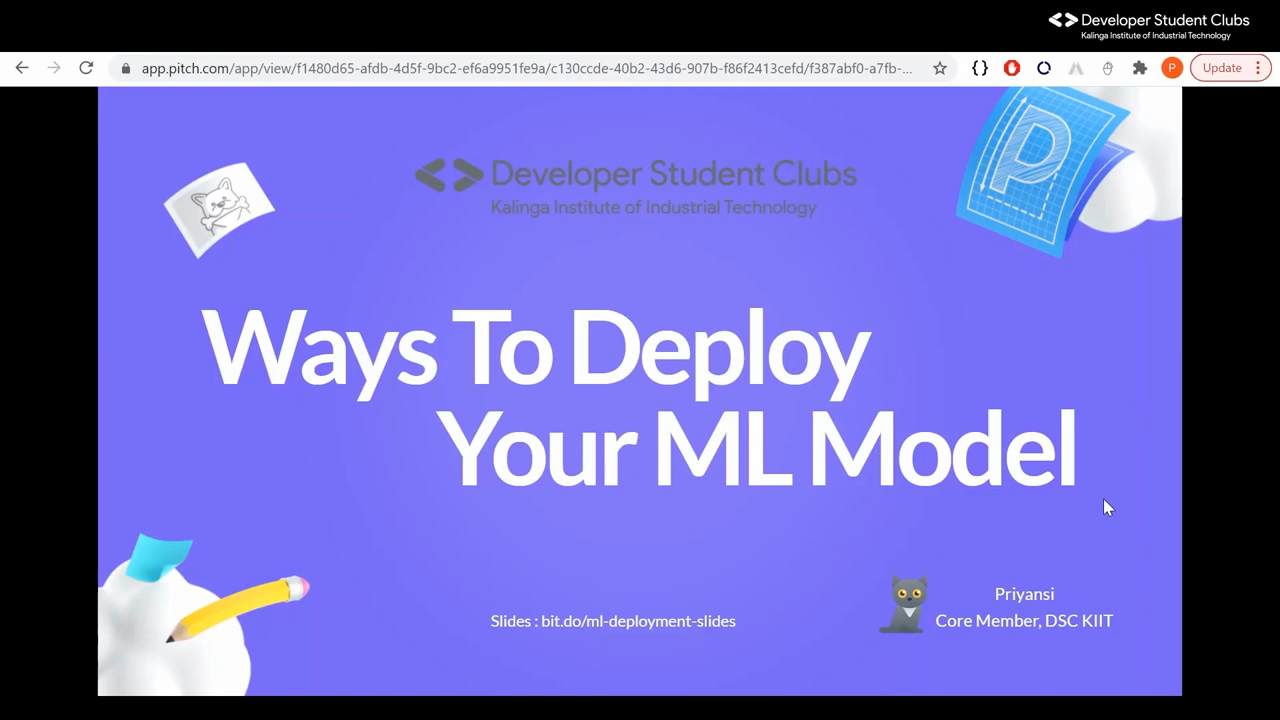 Developer Student Clubs
Kalinga Institute of Industrial Technology
app.pitch.com/app/view/f1480d65-afdb-4d5f-9bc2-ef6a9951fe9a/c130ccde-40b2-43d6-907b-f86f2413cefd/f387abf0-a7fb-...
P
Update
Developer Student Clubs
Kalinga Institute of Industrial Technology
P
Ways To Deploy
Your ML Model
Priyansi
Slides : bit.do/ml-deployment-slides
Core Member, DSC KIIT